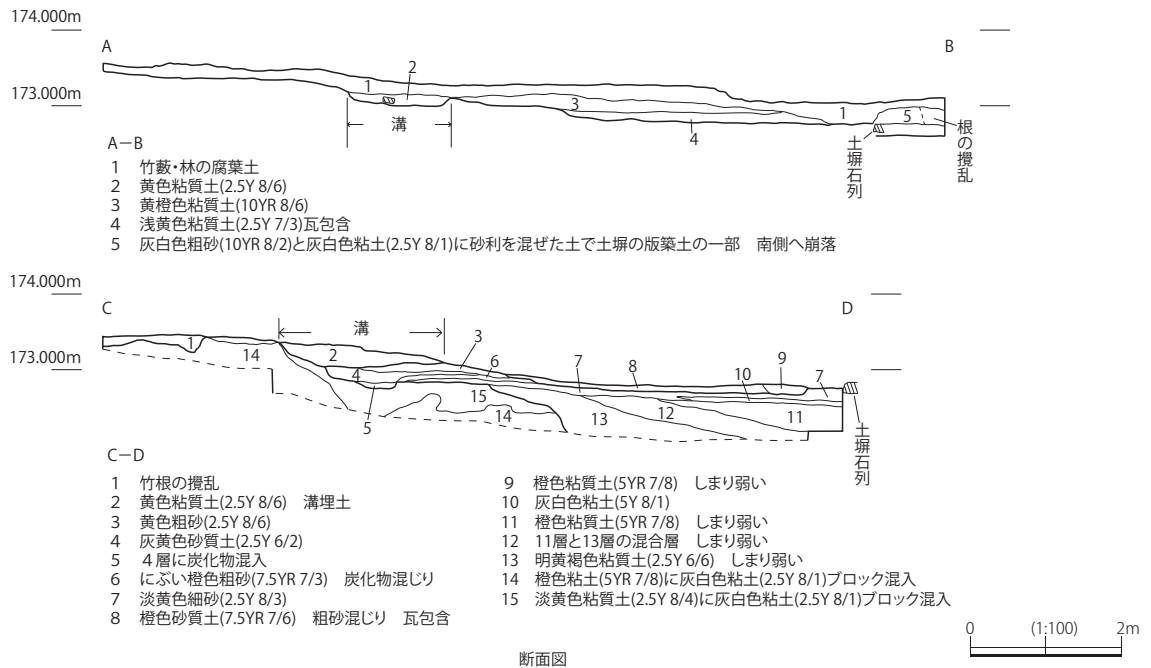 174.000m
A
B
2
1
173.000m
3
1
5
溝
4
土塀石列
根の攪乱
A－B
1 竹藪・林の腐葉土
2 黄色粘質土(2.5Y 8/6)
3 黄橙色粘質土(10YR 8/6)
4 浅黄色粘質土(2.5Y 7/3)瓦包含
5 灰白色粗砂(10YR 8/2)と灰白色粘土(2.5Y 8/1)に砂利を混ぜた土で土塀の版築土の一部 南側へ崩落
174.000m
C
D
溝
3
1
14
2
6
7
8
10
9
7
173.000m
4
15
5
14
13
12
11
土塀石列
C－D
1 竹根の攪乱
2 黄色粘質土(2.5Y 8/6) 溝埋土
3 黄色粗砂(2.5Y 8/6)
4 灰黄色砂質土(2.5Y 6/2)
5 ４層に炭化物混入
6 にぶい橙色粗砂(7.5YR 7/3) 炭化物混じり
7 淡黄色細砂(2.5Y 8/3)
8 橙色砂質土(7.5YR 7/6) 粗砂混じり 瓦包含
9 橙色粘質土(5YR 7/8) しまり弱い
10 灰白色粘土(5Y 8/1)
11 橙色粘質土(5YR 7/8) しまり弱い
12 11層と13層の混合層 しまり弱い
13 明黄褐色粘質土(2.5Y 6/6) しまり弱い
14 橙色粘土(5YR 7/8)に灰白色粘土(2.5Y 8/1)ブロック混入
15 淡黄色粘質土(2.5Y 8/4)に灰白色粘土(2.5Y 8/1)ブロック混入
0 (1:100) 2m
断面図